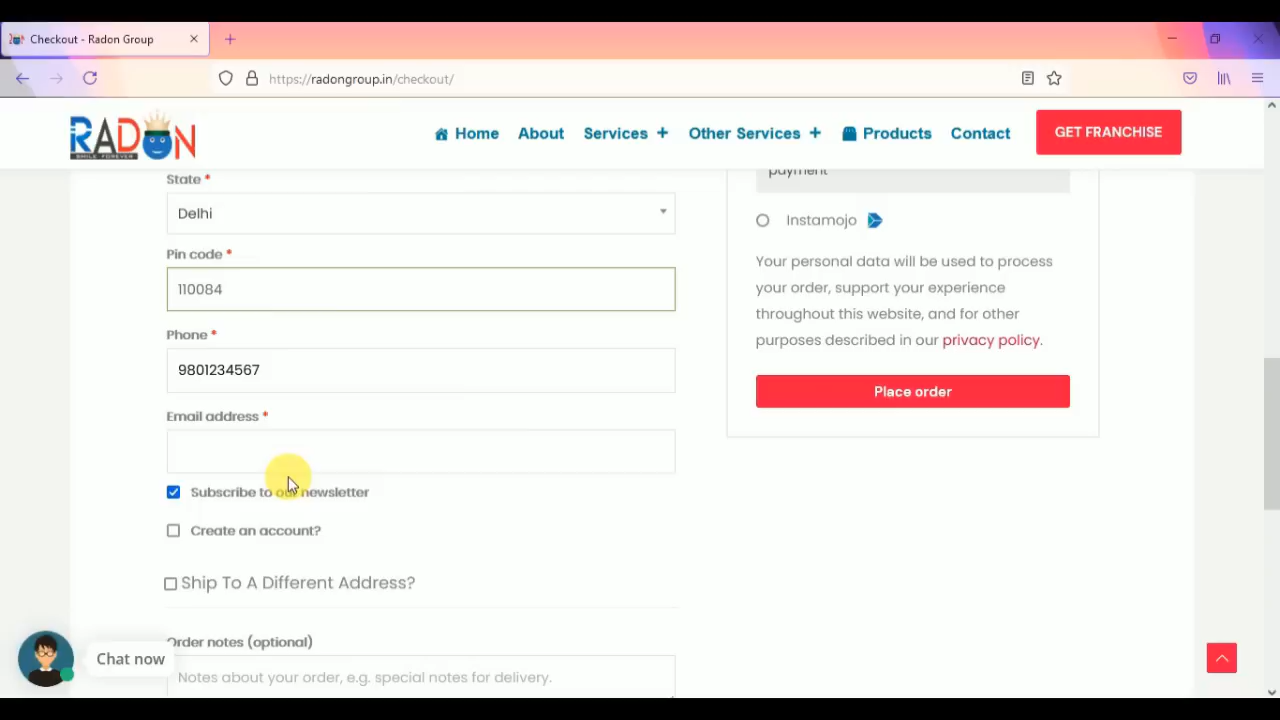 Checkout - Radon Group
https://radongroup.in/checkout/
RADON
SMILE FOREVER
Home
About
Services +
Other Services +
Products
Contact
GET FRANCHISE
State *
Delhi
Pin code *
110084
Phone *
9801234567
Email address *
Subscribe to our newsletter
Create an account?
Ship To A Different Address?
Order notes (optional)
Notes about your order, e.g. special notes for delivery.
payment
Instamojo
Your personal data will be used to process
your order, support your experience
throughout this website, and for other
purposes described in our privacy policy.
Place order
Chat now